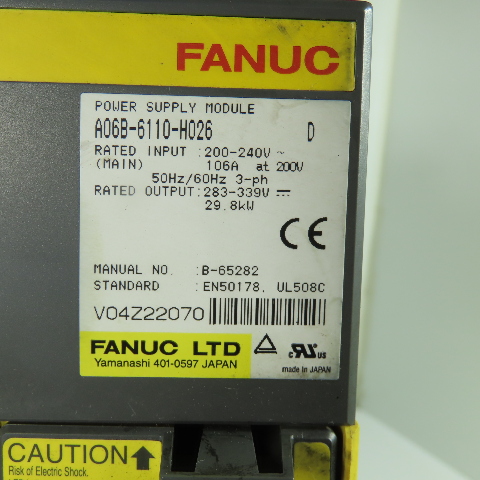 FANUC
POWER SUPPLY MODULE
A06B-6110-H026 D
RATED INPUT :200-240V ~
(MAIN) 106A at 200V
50Hz/60Hz 3-ph
RATED OUTPUT:283-339V ⎓
29.8kW
CE
MANUAL NO. :B-65282
STANDARD :EN50178, UL508C
V04Z22070
FANUC LTD
Yamanashi 401-0597 JAPAN
c RU US
made in JAPAN
CAUTION
Risk of Electric Shock.